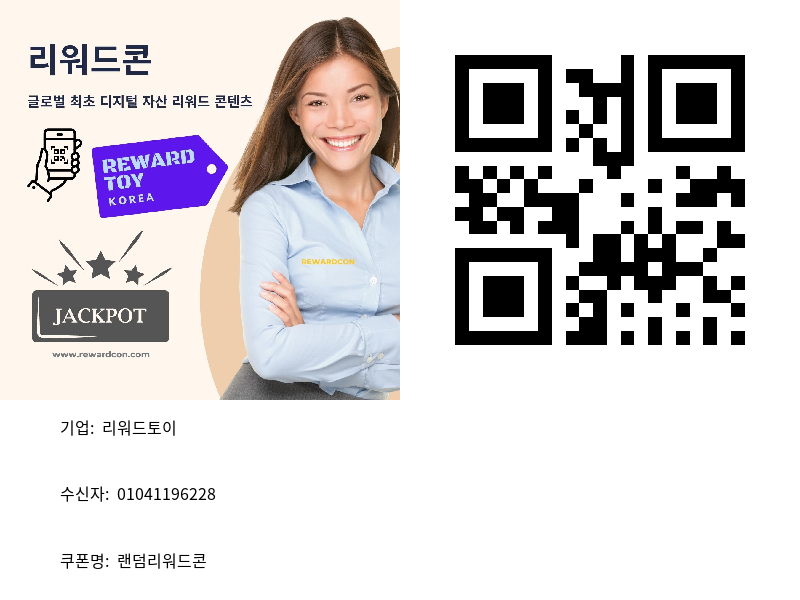 리워드콘
글로벌 최초 디지털 자산 리워드 콘텐츠
REWARD
TOY
KOREA
REWARDCON
JACKPOT
www.rewardcon.com
기업: 리워드토이
수신자: 01041196228
쿠폰명: 랜덤리워드콘